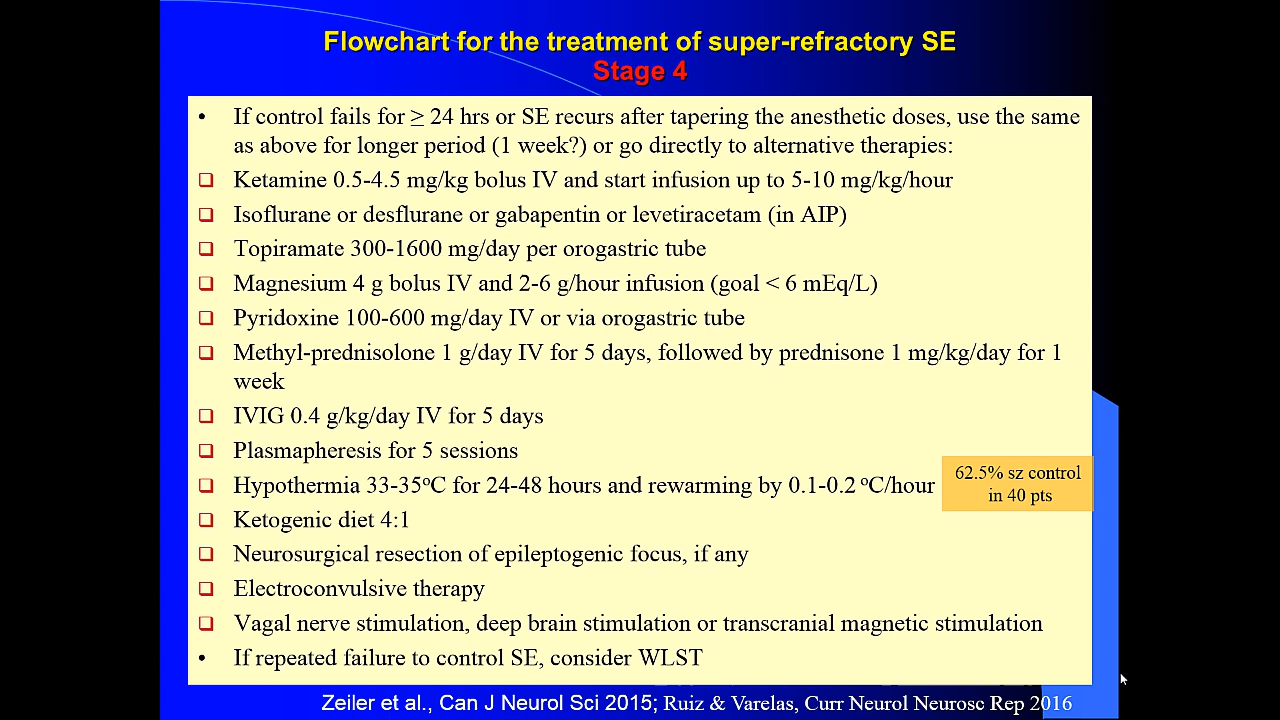 Flowchart for the treatment of super-refractory SE
Stage 4
• If control fails for ≥ 24 hrs or SE recurs after tapering the anesthetic doses, use the same
as above for longer period (1 week?) or go directly to alternative therapies:
❑ Ketamine 0.5-4.5 mg/kg bolus IV and start infusion up to 5-10 mg/kg/hour
❑ Isoflurane or desflurane or gabapentin or levetiracetam (in AIP)
❑ Topiramate 300-1600 mg/day per orogastric tube
❑ Magnesium 4 g bolus IV and 2-6 g/hour infusion (goal < 6 mEq/L)
❑ Pyridoxine 100-600 mg/day IV or via orogastric tube
❑ Methyl-prednisolone 1 g/day IV for 5 days, followed by prednisone 1 mg/kg/day for 1
week
❑ IVIG 0.4 g/kg/day IV for 5 days
❑ Plasmapheresis for 5 sessions
❑ Hypothermia 33-35ºC for 24-48 hours and rewarming by 0.1-0.2 ºC/hour
62.5% sz control
in 40 pts
❑ Ketogenic diet 4:1
❑ Neurosurgical resection of epileptogenic focus, if any
❑ Electroconvulsive therapy
❑ Vagal nerve stimulation, deep brain stimulation or transcranial magnetic stimulation
• If repeated failure to control SE, consider WLST
Zeiler et al., Can J Neurol Sci 2015; Ruiz & Varelas, Curr Neurol Neurosc Rep 2016